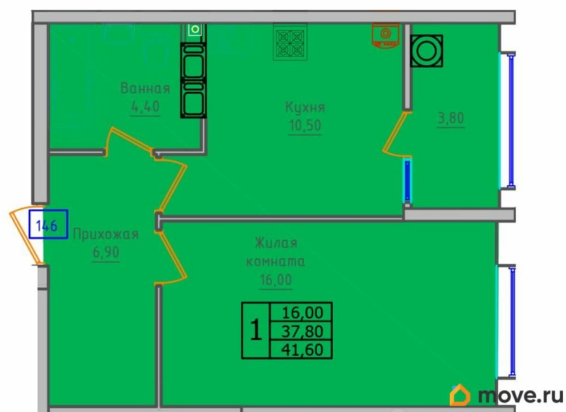 Ванная
4,40
Кухня
10,50
3,80
146
Прихожая
6,90
Жилая
комната
16,00
1
16,00
37,80
41,60
move.ru